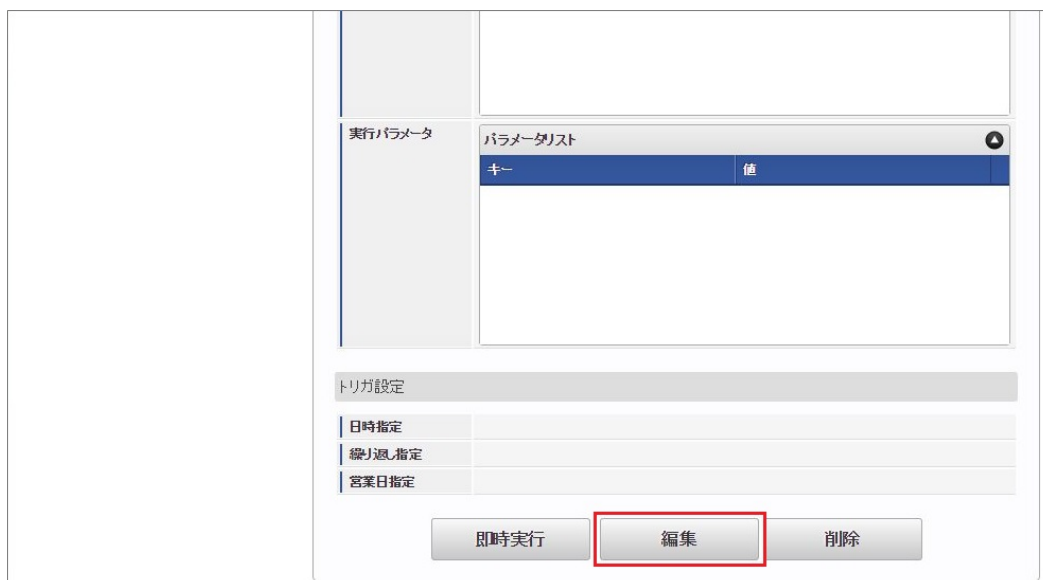 実行パラメータ
パラメータリスト
キー 値
トリガ設定
日時指定
繰り返し指定
営業日指定
即時実行 編集 削除